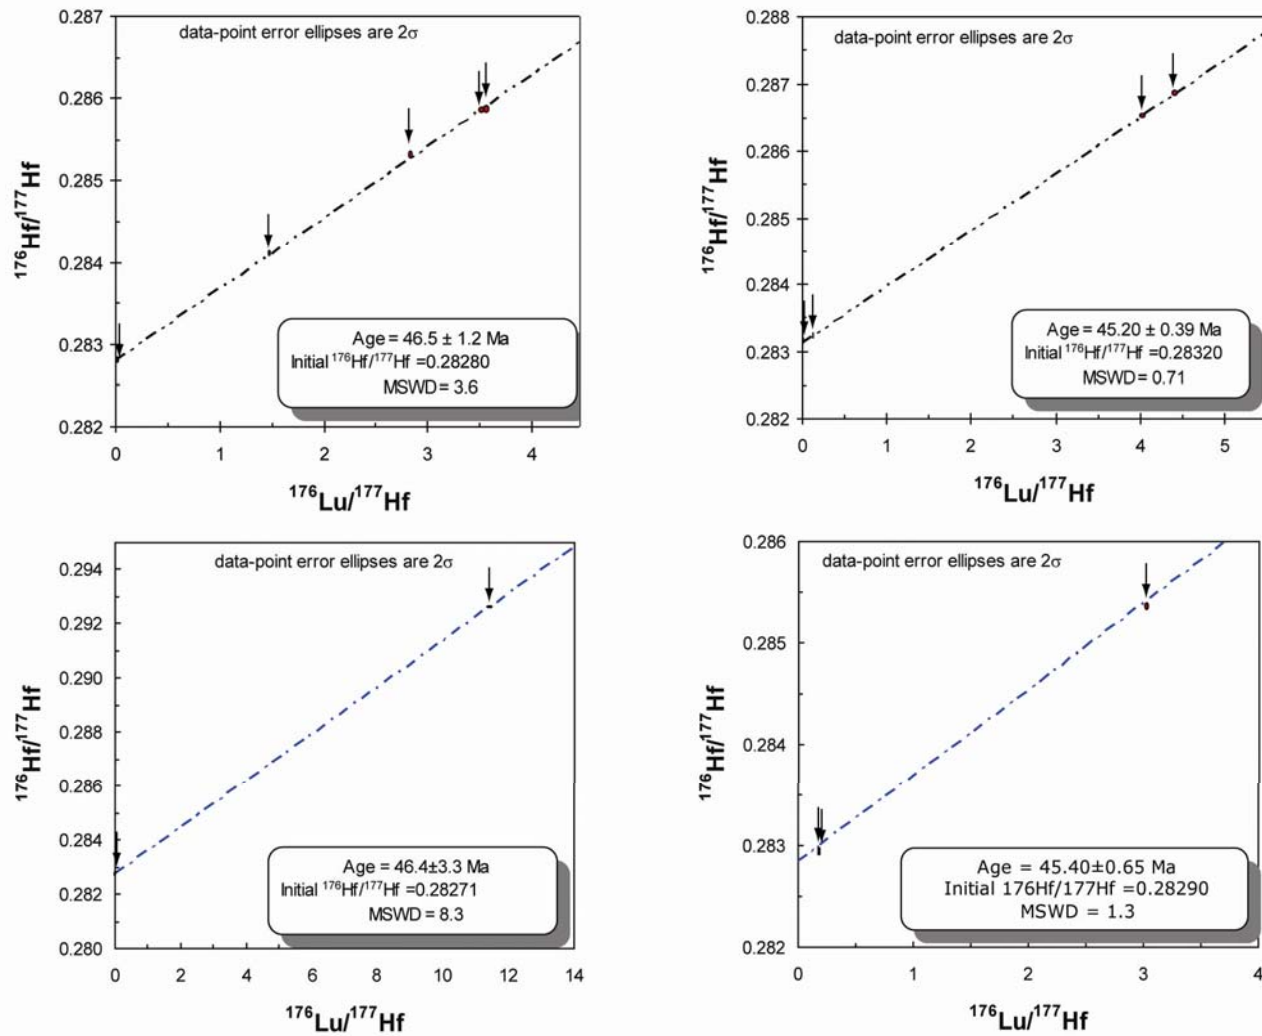 data-point error ellipses are 2σ
0.287
0.286
0.285
0.284
0.283
0.282
¹⁷⁶Hf/¹⁷⁷Hf
Age = 46.5 ± 1.2 Ma
Initial ¹⁷⁶Hf/¹⁷⁷Hf =0.28280
MSWD = 3.6
0 1 2 3 4
¹⁷⁶Lu/¹⁷⁷Hf
data-point error ellipses are 2σ
0.288
0.287
0.286
0.285
0.284
0.283
0.282
¹⁷⁶Hf/¹⁷⁷Hf
Age = 45.20 ± 0.39 Ma
Initial ¹⁷⁶Hf/¹⁷⁷Hf =0.28320
MSWD = 0.71
0 1 2 3 4 5
¹⁷⁶Lu/¹⁷⁷Hf
data-point error ellipses are 2σ
0.294
0.292
0.290
0.288
0.286
0.284
0.282
0.280
¹⁷⁶Hf/¹⁷⁷Hf
Age = 46.4±3.3 Ma
Initial ¹⁷⁶Hf/¹⁷⁷Hf =0.28271
MSWD = 8.3
0 2 4 6 8 10 12 14
¹⁷⁶Lu/¹⁷⁷Hf
data-point error ellipses are 2σ
0.286
0.285
0.284
0.283
0.282
¹⁷⁶Hf/¹⁷⁷Hf
Age = 45.40±0.65 Ma
Initial 176Hf/177Hf =0.28290
MSWD = 1.3
0 1 2 3 4
¹⁷⁶Lu/¹⁷⁷Hf